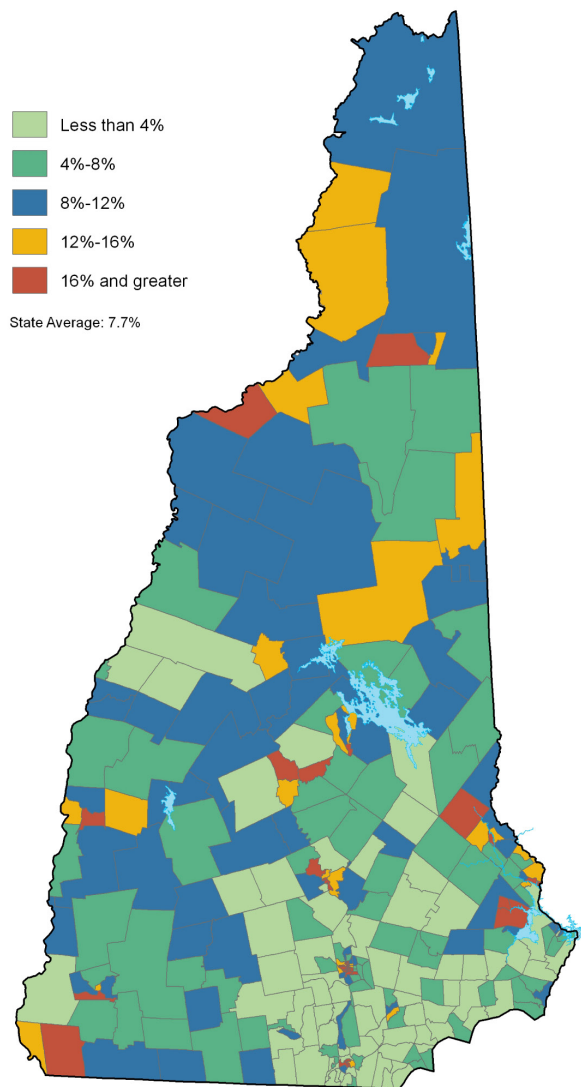 Less than 4%
4%-8%
8%-12%
12%-16%
16% and greater
State Average: 7.7%